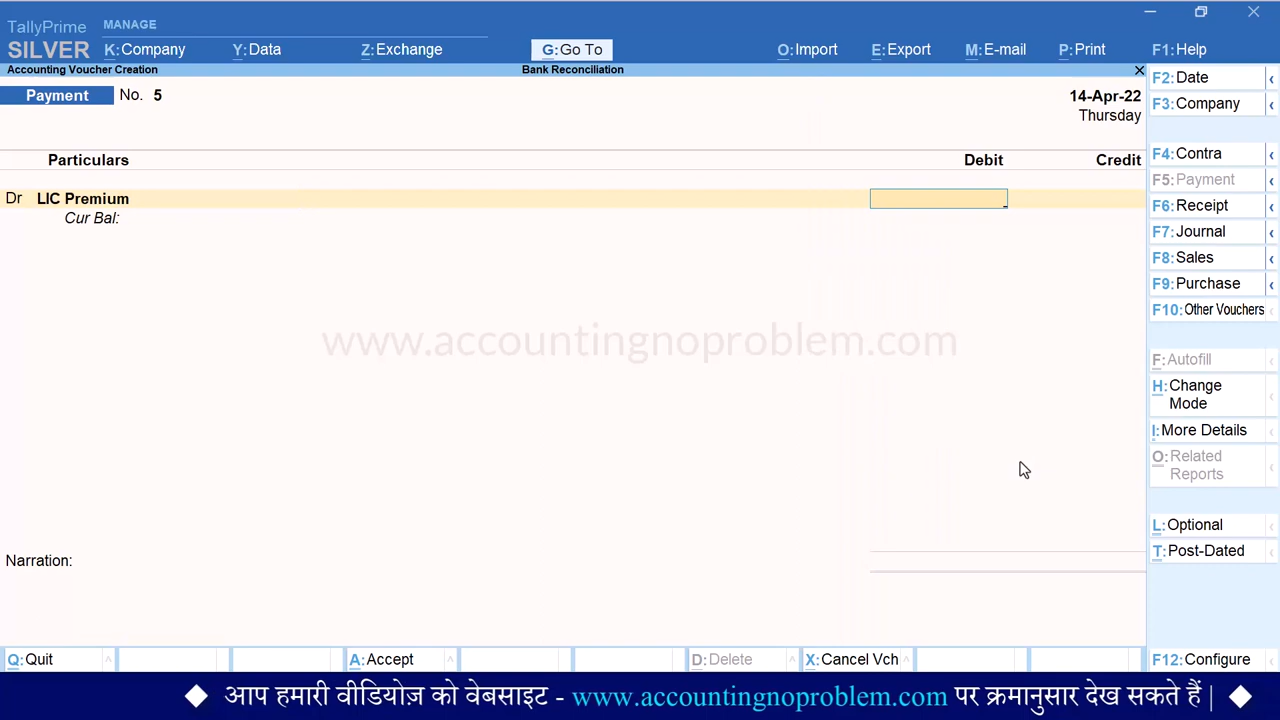 TallyPrime MANAGE
SILVER K:Company Y:Data Z:Exchange G:Go To O:Import E:Export M:E-mail P:Print F1:Help
Accounting Voucher Creation Bank Reconciliation
Payment No. 5 14-Apr-22
Thursday
Particulars Debit Credit
Dr LIC Premium
Cur Bal:
www.accountingnoproblem.com
Narration:
F2:Date
F3:Company
F4:Contra
F5:Payment
F6:Receipt
F7:Journal
F8:Sales
F9:Purchase
F10:Other Vouchers
F:Autofill
H:Change
Mode
I:More Details
O:Related
Reports
L:Optional
T:Post-Dated
Q:Quit A:Accept D:Delete X:Cancel Vch F12:Configure
आप हमारी वीडियोज़ को वेबसाइट - www.accountingnoproblem.com पर क्रमानुसार देख सकते हैं |